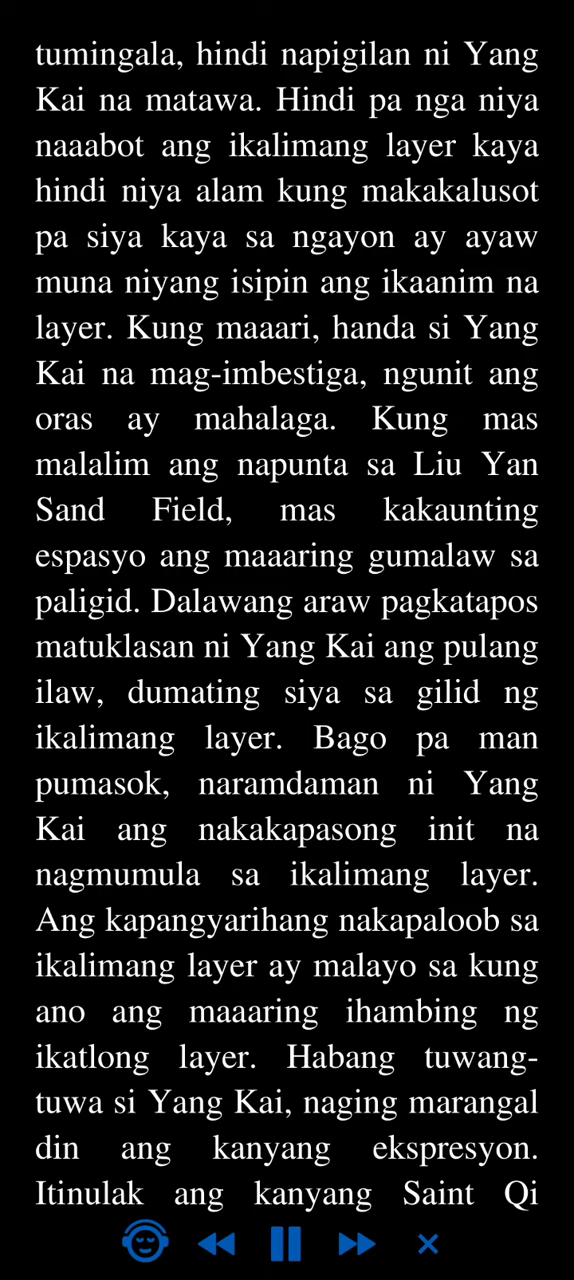 tumingala, hindi napigilan ni Yang
Kai na matawa. Hindi pa nga niya
naaabot ang ikalimang layer kaya
hindi niya alam kung makakalusot
pa siya kaya sa ngayon ay ayaw
muna niyang isipin ang ikaanim na
layer. Kung maaari, handa si Yang
Kai na mag-imbestiga, ngunit ang
oras ay mahalaga. Kung mas
malalim ang napunta sa Liu Yan
Sand Field, mas kakaunting
espasyo ang maaaring gumalaw sa
paligid. Dalawang araw pagkatapos
matuklasan ni Yang Kai ang pulang
ilaw, dumating siya sa gilid ng
ikalimang layer. Bago pa man
pumasok, naramdaman ni Yang
Kai ang nakakapasong init na
nagmumula sa ikalimang layer.
Ang kapangyarihang nakapaloob sa
ikalimang layer ay malayo sa kung
ano ang maaaring ihambing ng
ikatlong layer. Habang tuwang-
tuwa si Yang Kai, naging marangal
din ang kanyang ekspresyon.
Itinulak ang kanyang Saint Qi